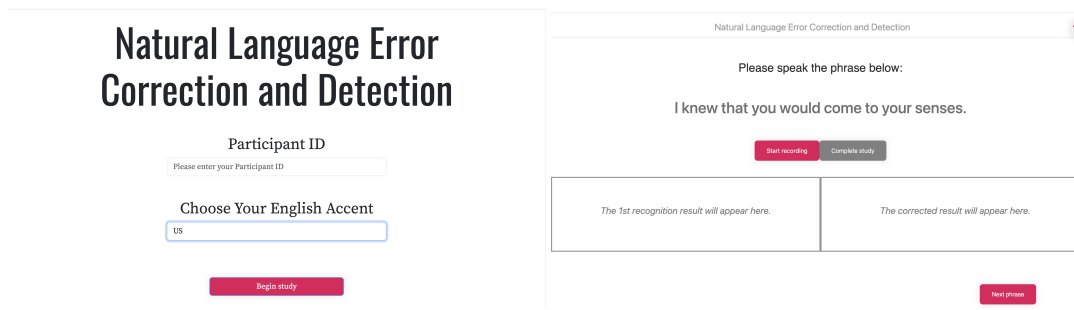 Natural Language Error
Correction and Detection
Participant ID
Please enter your Participant ID
Choose Your English Accent
US
Begin study
Natural Language Error Correction and Detection
Please speak the phrase below:
I knew that you would come to your senses.
Start recording
Complete study
The 1st recognition result will appear here.
The corrected result will appear here.
Next phrase